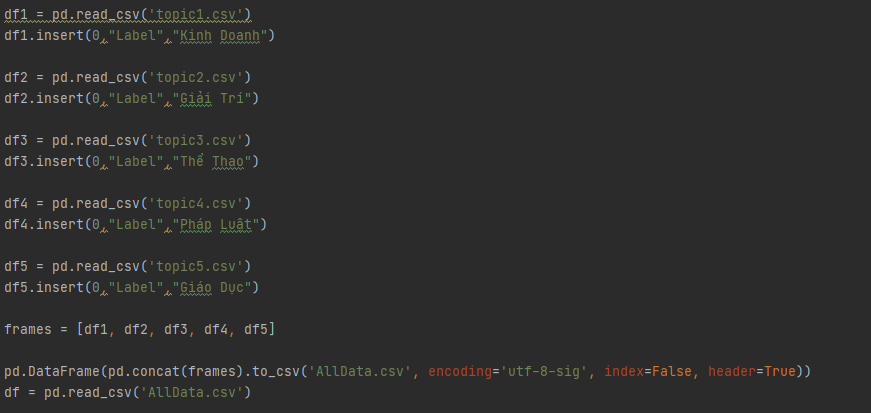 df1 = pd.read_csv('topic1.csv')
df1.insert(0,"Label","Kinh Doanh")
df2 = pd.read_csv('topic2.csv')
df2.insert(0,"Label","Giải Trí")
df3 = pd.read_csv('topic3.csv')
df3.insert(0,"Label","Thể Thao")
df4 = pd.read_csv('topic4.csv')
df4.insert(0,"Label","Pháp Luật")
df5 = pd.read_csv('topic5.csv')
df5.insert(0,"Label","Giáo Dục")
frames = [df1, df2, df3, df4, df5]
pd.DataFrame(pd.concat(frames).to_csv('AllData.csv', encoding='utf-8-sig', index=False, header=True))
df = pd.read_csv('AllData.csv')